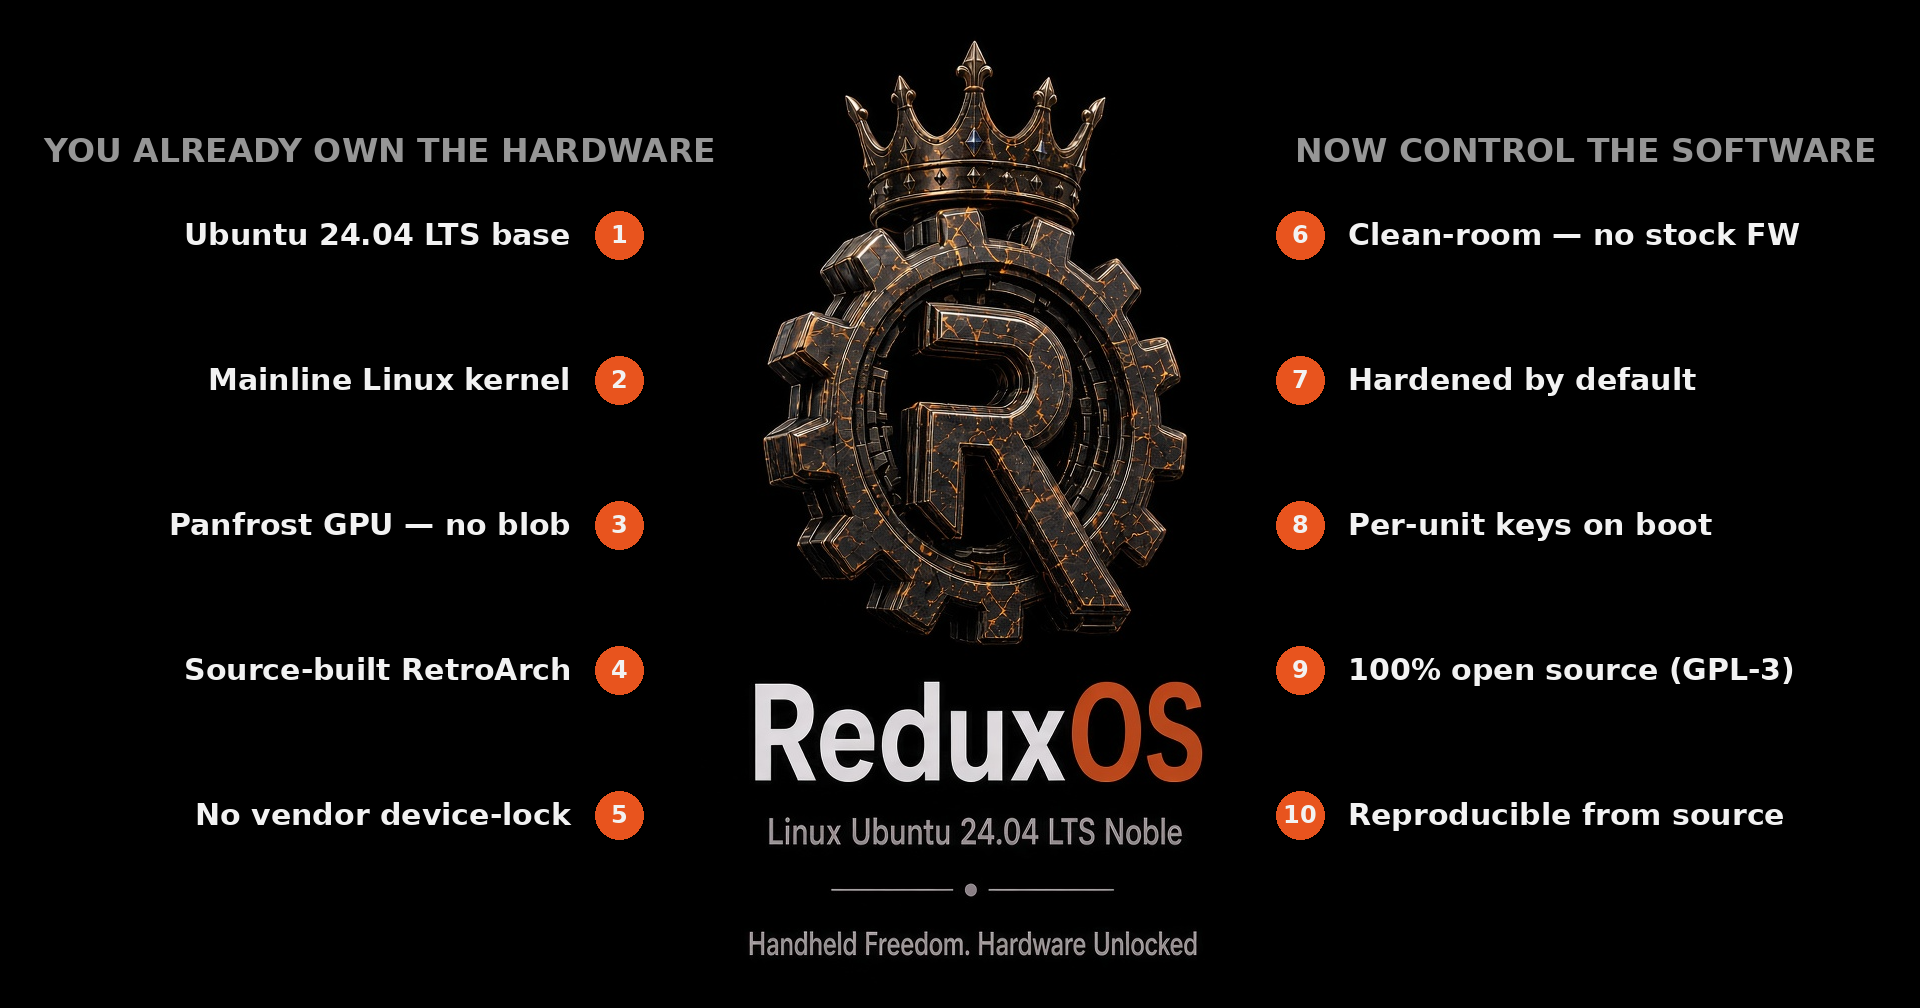 YOU ALREADY OWN THE HARDWARE
Ubuntu 24.04 LTS base 1
Mainline Linux kernel 2
Panfrost GPU — no blob 3
Source-built RetroArch 4
No vendor device-lock 5
R
ReduxOS
Linux Ubuntu 24.04 LTS Noble
Handheld Freedom. Hardware Unlocked
NOW CONTROL THE SOFTWARE
6 Clean-room — no stock FW
7 Hardened by default
8 Per-unit keys on boot
9 100% open source (GPL-3)
10 Reproducible from source